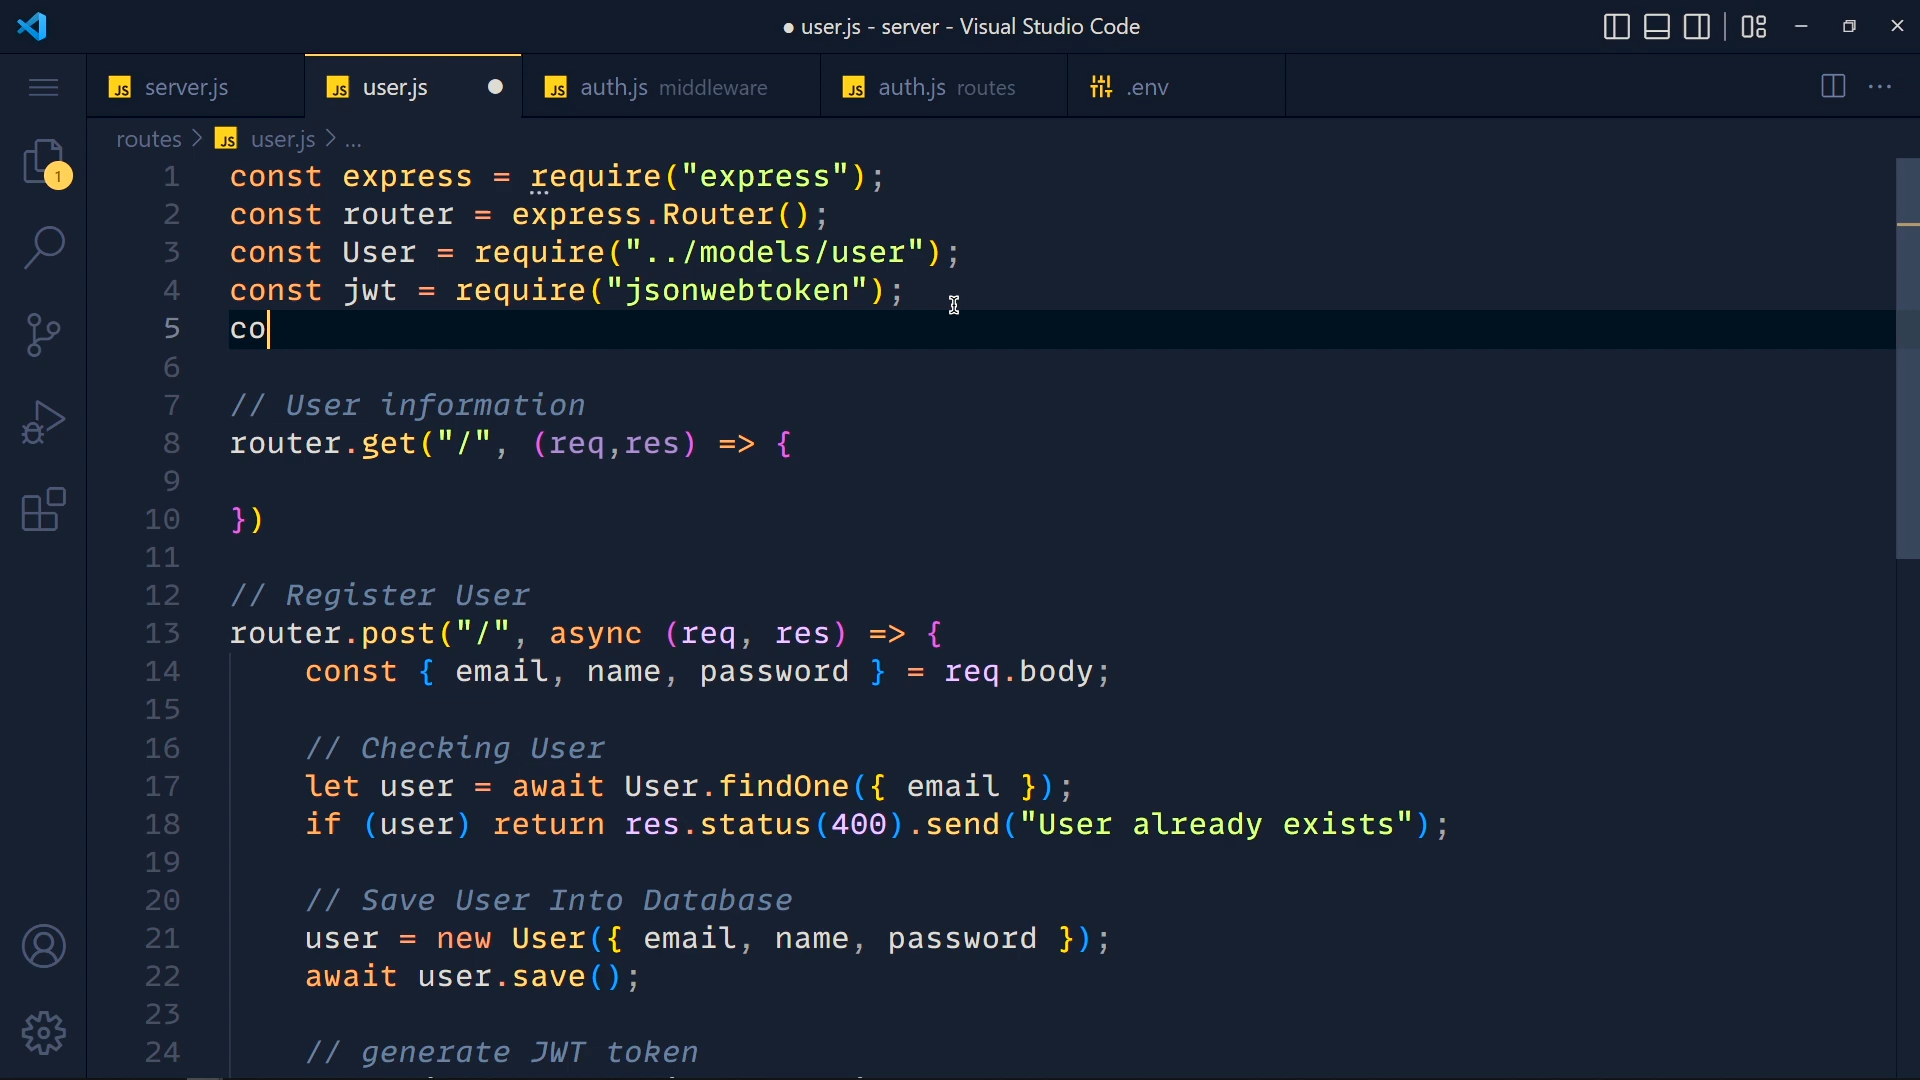 ● user.js - server - Visual Studio Code
JS server.js
JS user.js ●
JS auth.js middleware
JS auth.js routes
.env
routes > JS user.js > ...
1
1 const express = require("express");
2 const router = express.Router();
3 const User = require("../models/user");
4 const jwt = require("jsonwebtoken");
5 co
6
7 // User information
8 router.get("/", (req,res) => {
9
10 })
11
12 // Register User
13 router.post("/", async (req, res) => {
14 const { email, name, password } = req.body;
15
16 // Checking User
17 let user = await User.findOne({ email });
18 if (user) return res.status(400).send("User already exists");
19
20 // Save User Into Database
21 user = new User({ email, name, password });
22 await user.save();
23
24 // generate JWT token